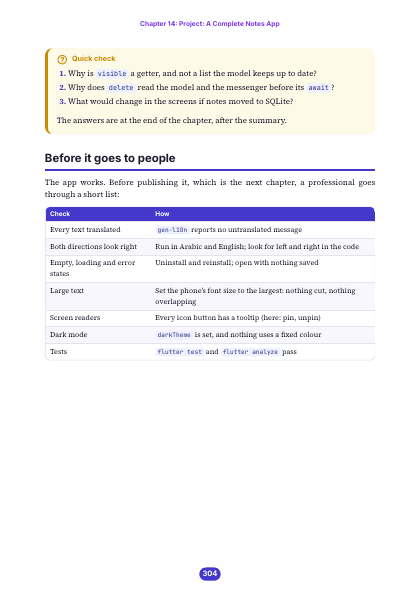 Chapter 14: Project: A Complete Notes App
Quick check
1. Why is visible a getter, and not a list the model keeps up to date?
2. Why does delete read the model and the messenger before its await ?
3. What would change in the screens if notes moved to SQLite?
The answers are at the end of the chapter, after the summary.
Before it goes to people
The app works. Before publishing it, which is the next chapter, a professional goes
through a short list:
Check How
Every text translated gen-l10n reports no untranslated message
Both directions look right Run in Arabic and English; look for left and right in the code
Empty, loading and error Uninstall and reinstall; open with nothing saved
states
Large text Set the phone's font size to the largest: nothing cut, nothing
overlapping
Screen readers Every icon button has a tooltip (here: pin, unpin)
Dark mode darkTheme is set, and nothing uses a fixed colour
Tests flutter test and flutter analyze pass
304